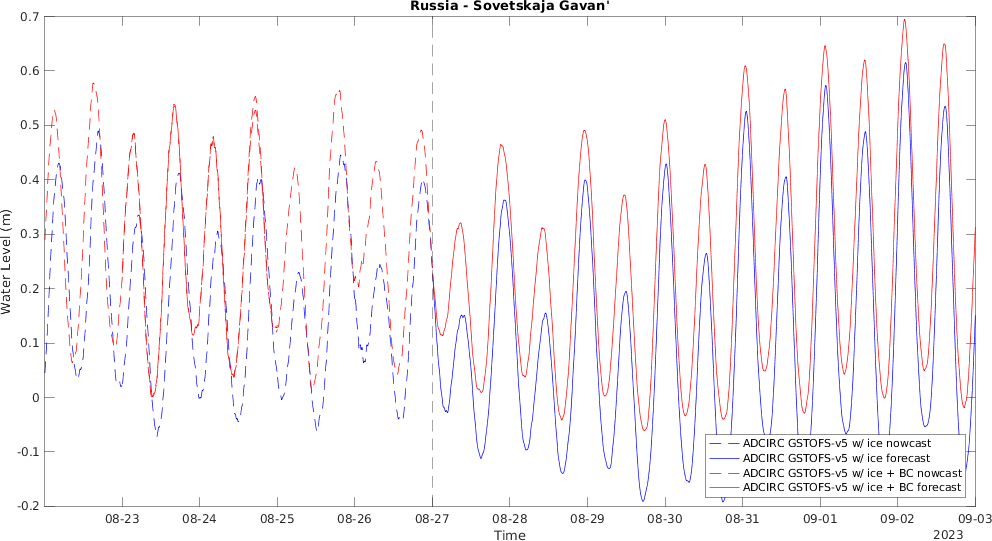 Russia - Sovetskaja Gavan'
0.7
0.6
0.5
0.4
0.3
0.2
0.1
0
-0.1
-0.2
Water Level (m)
ADCIRC GSTOFS-v5 w/ ice nowcast
ADCIRC GSTOFS-v5 w/ ice forecast
ADCIRC GSTOFS-v5 w/ ice + BC nowcast
ADCIRC GSTOFS-v5 w/ ice + BC forecast
08-23 08-24 08-25 08-26 08-27 08-28 08-29 08-30 08-31 09-01 09-02 09-03
Time
2023